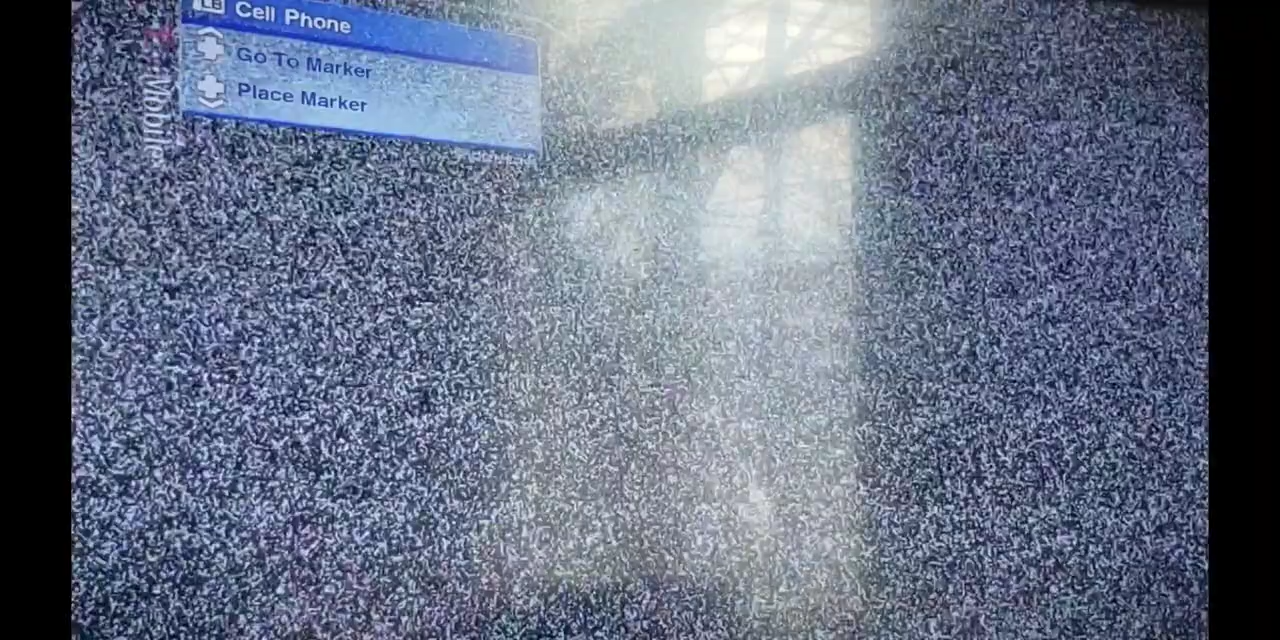 LB Cell Phone
Go To Marker
Place Marker
Mobile